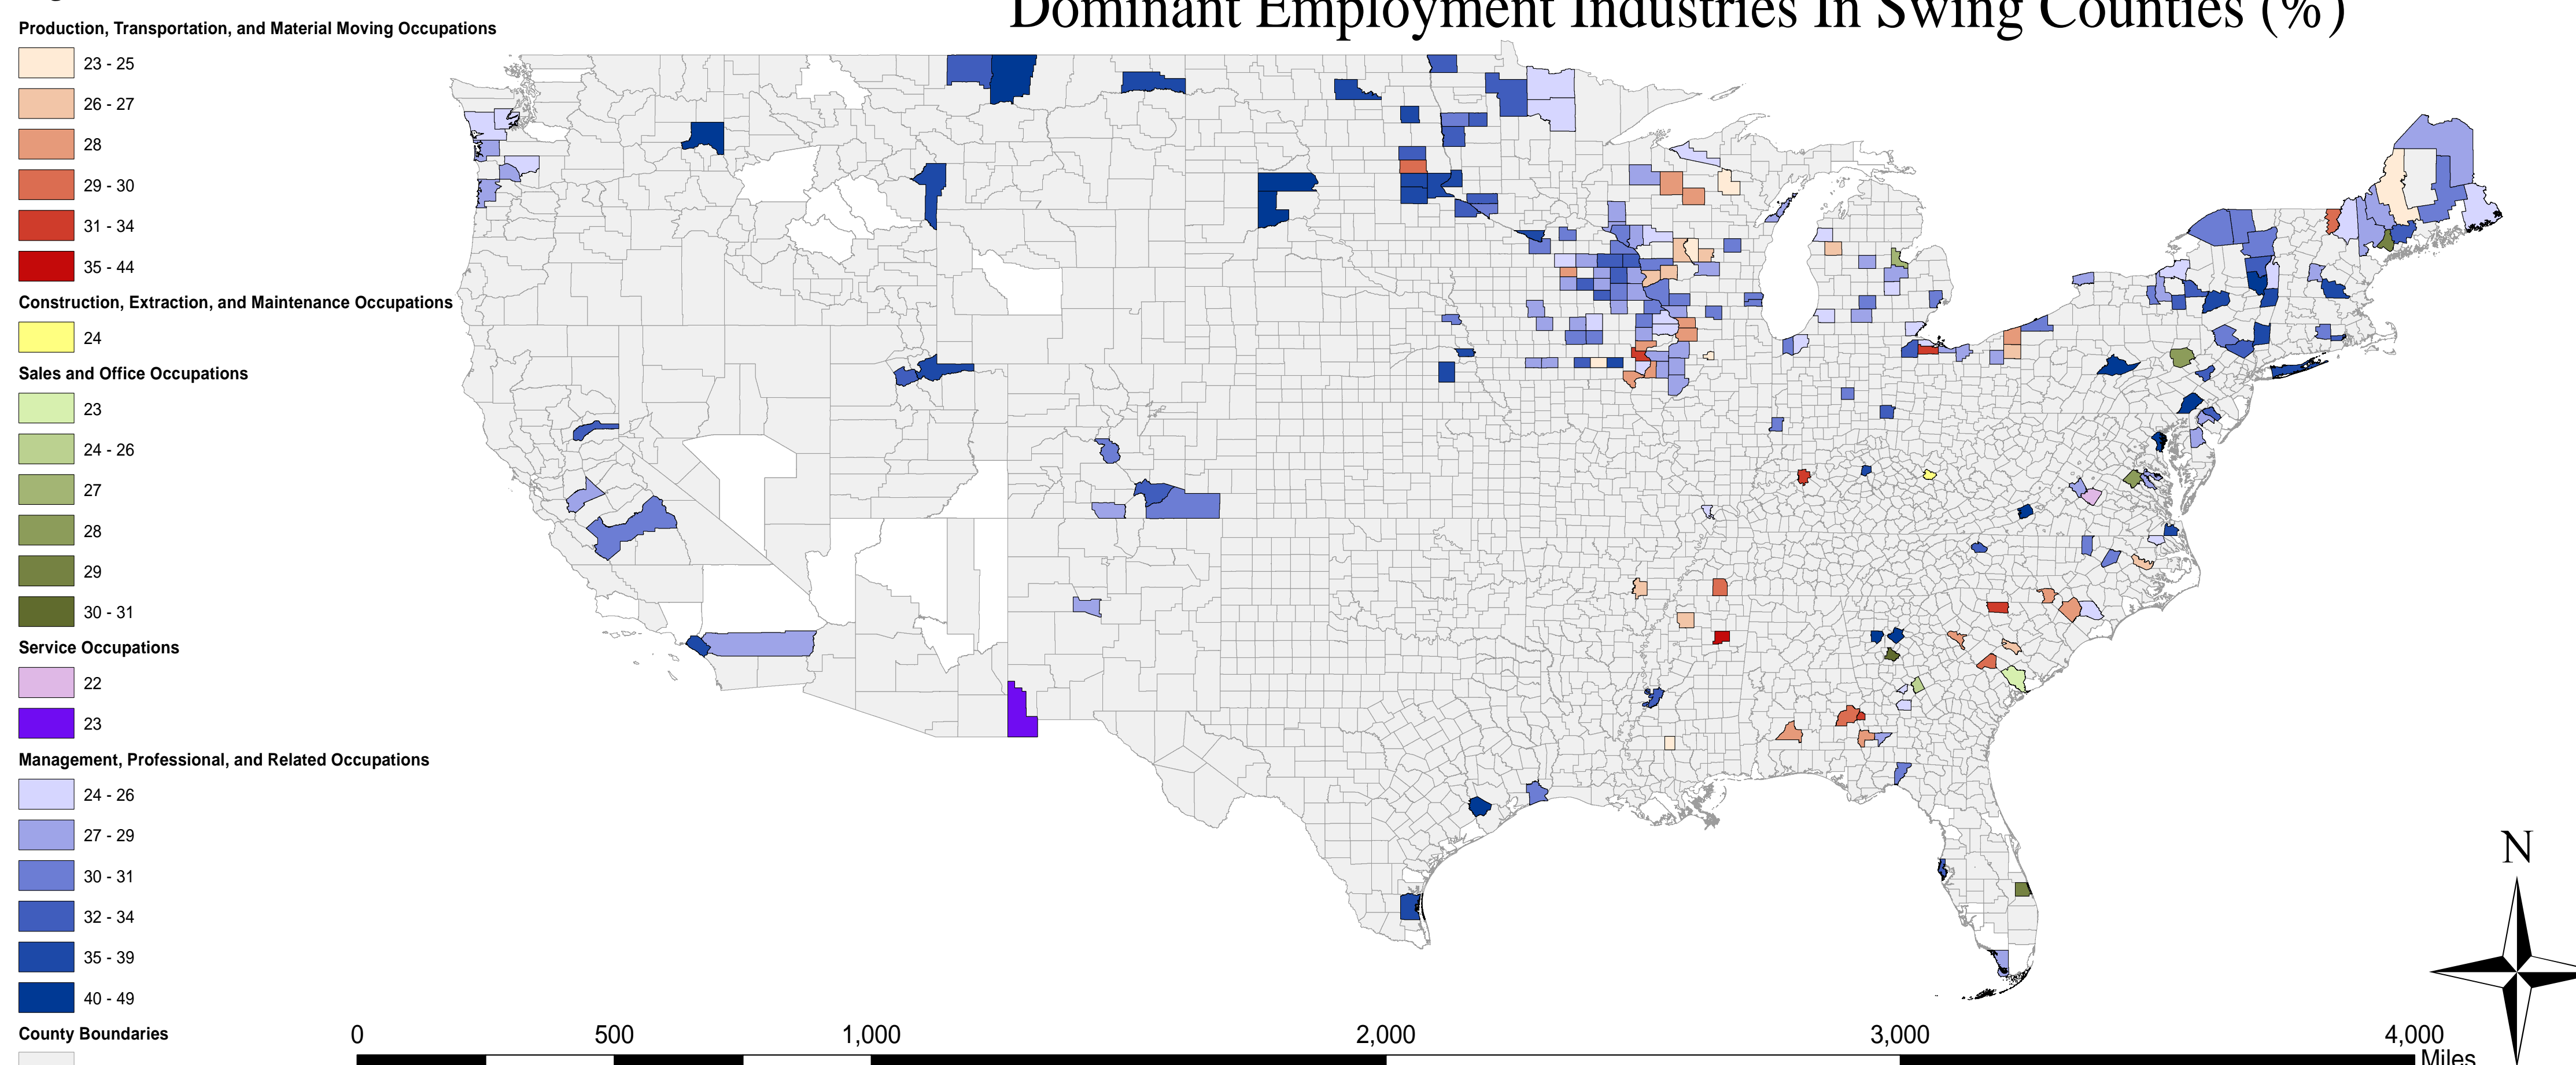 Dominant Employment Industries In Swing Counties (%)
Production, Transportation, and Material Moving Occupations
23 - 25
26 - 27
28
29 - 30
31 - 34
35 - 44
Construction, Extraction, and Maintenance Occupations
24
Sales and Office Occupations
23
24 - 26
27
28
29
30 - 31
Service Occupations
22
23
Management, Professional, and Related Occupations
24 - 26
27 - 29
30 - 31
32 - 34
35 - 39
40 - 49
County Boundaries
N
0 500 1,000 2,000 3,000 4,000
Miles